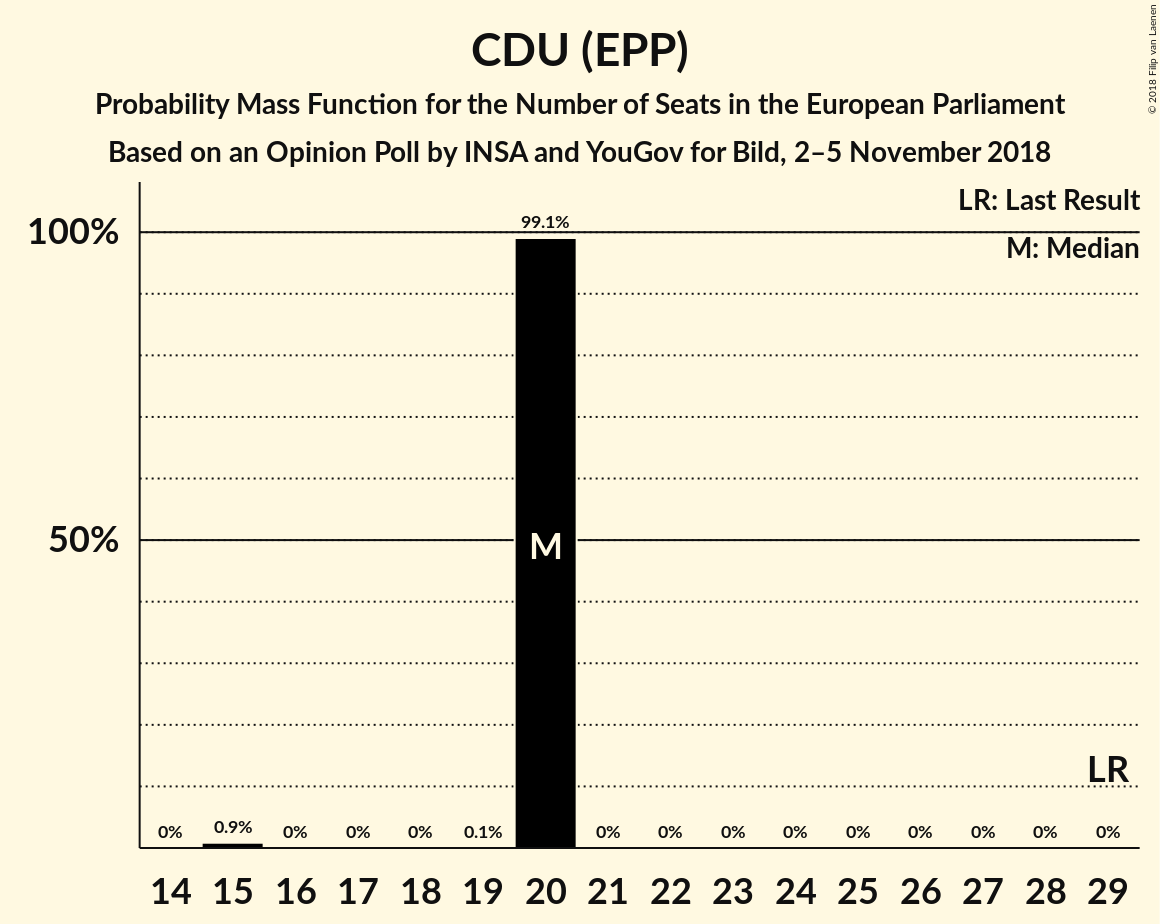 CDU (EPP)
Probability Mass Function for the Number of Seats in the European Parliament
Based on an Opinion Poll by INSA and YouGov for Bild, 2–5 November 2018
© 2018 Filip van Laenen
LR: Last Result
M: Median
100%
50%
99.1%
M
LR
0% 0.9% 0% 0% 0% 0.1% 0% 0% 0% 0% 0% 0% 0% 0% 0%
14 15 16 17 18 19 20 21 22 23 24 25 26 27 28 29